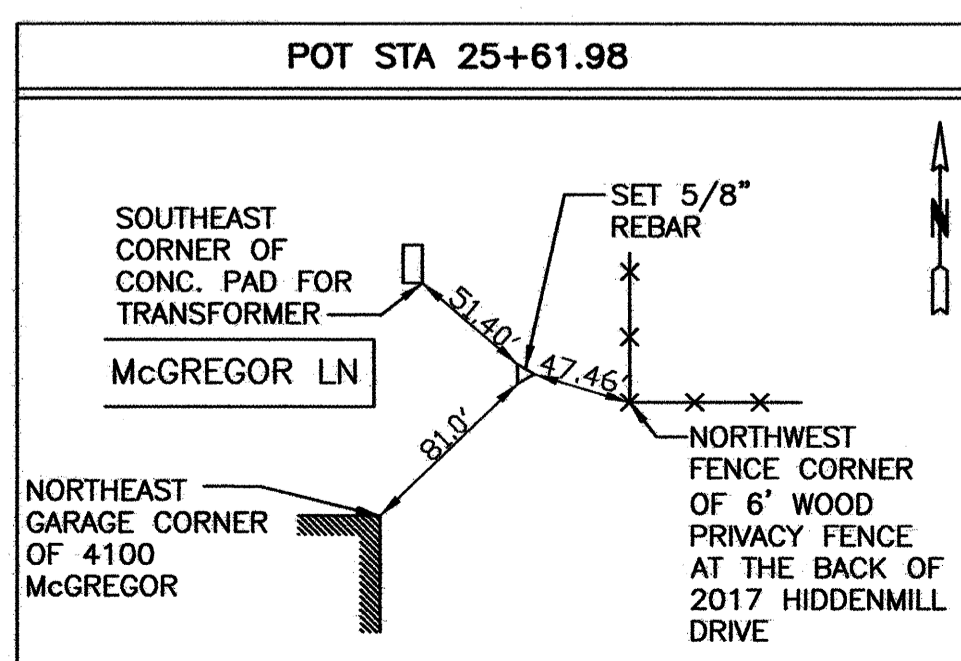 POT STA 25+61.98
SOUTHEAST
CORNER OF
CONC. PAD FOR
TRANSFORMER
SET 5/8"
REBAR
N
51.40'
McGREGOR LN
47.46'
81.0'
NORTHEAST
GARAGE CORNER
OF 4100
McGREGOR
NORTHWEST
FENCE CORNER
OF 6' WOOD
PRIVACY FENCE
AT THE BACK OF
2017 HIDDENMILL
DRIVE